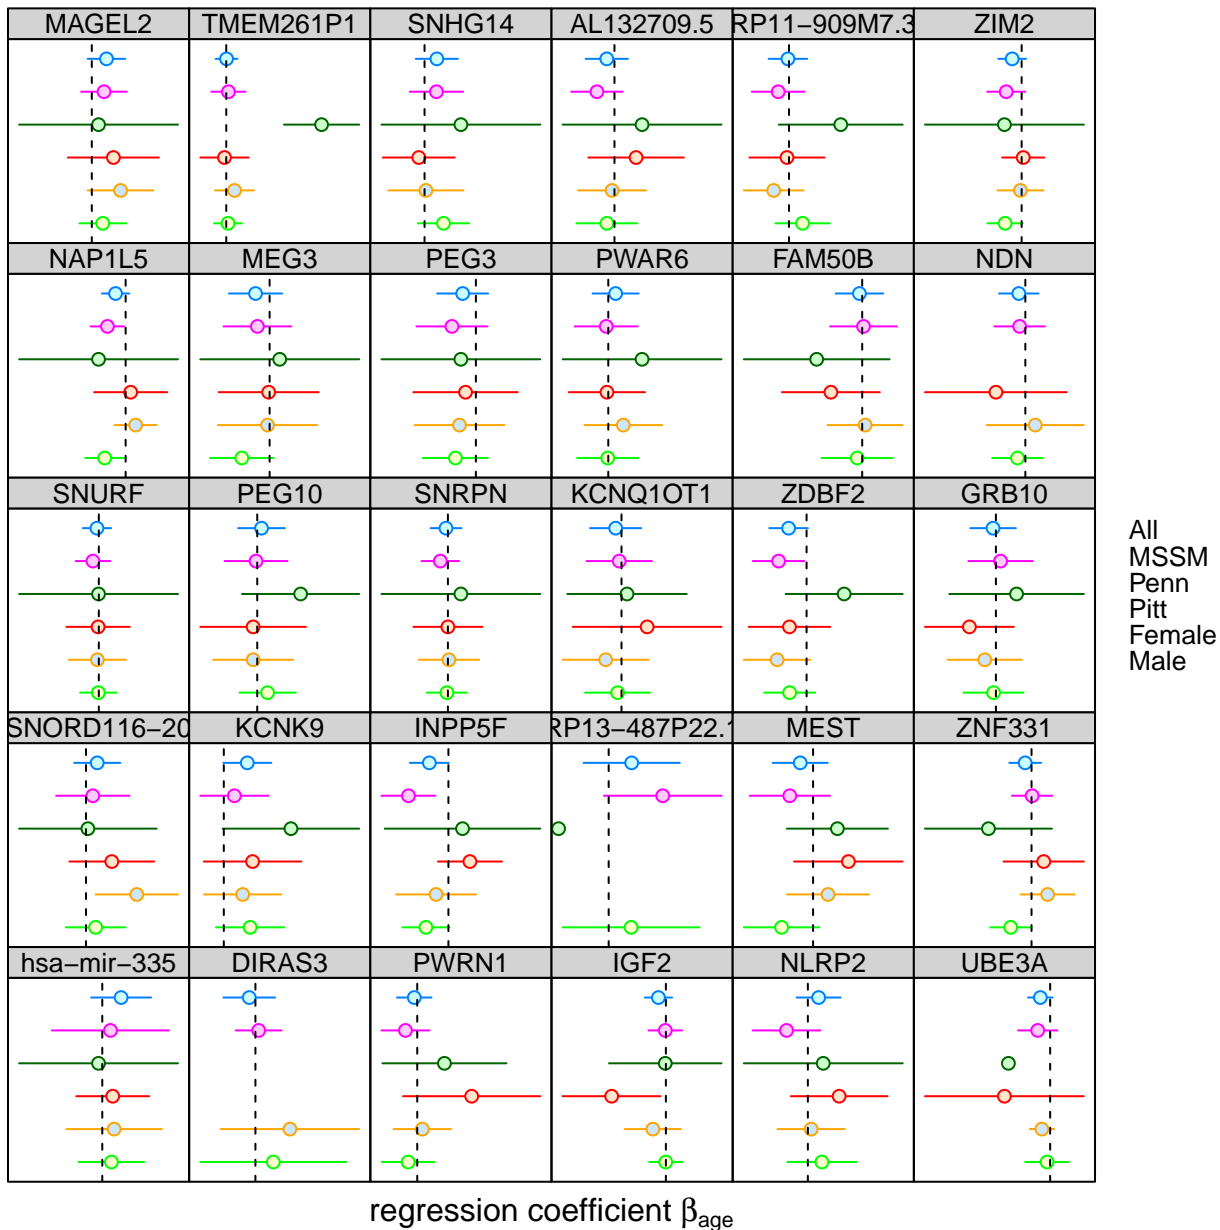 MAGEL2 TMEM261P1 SNHG14 AL132709.5 RP11−909M7.3 ZIM2
NAP1L5 MEG3 PEG3 PWAR6 FAM50B NDN
SNURF PEG10 SNRPN KCNQ1OT1 ZDBF2 GRB10
All
MSSM
Penn
Pitt
Female
Male
SNORD116−20 KCNK9 INPP5F RP13−487P22.1 MEST ZNF331
hsa−mir−335 DIRAS3 PWRN1 IGF2 NLRP2 UBE3A
regression coefficient βage